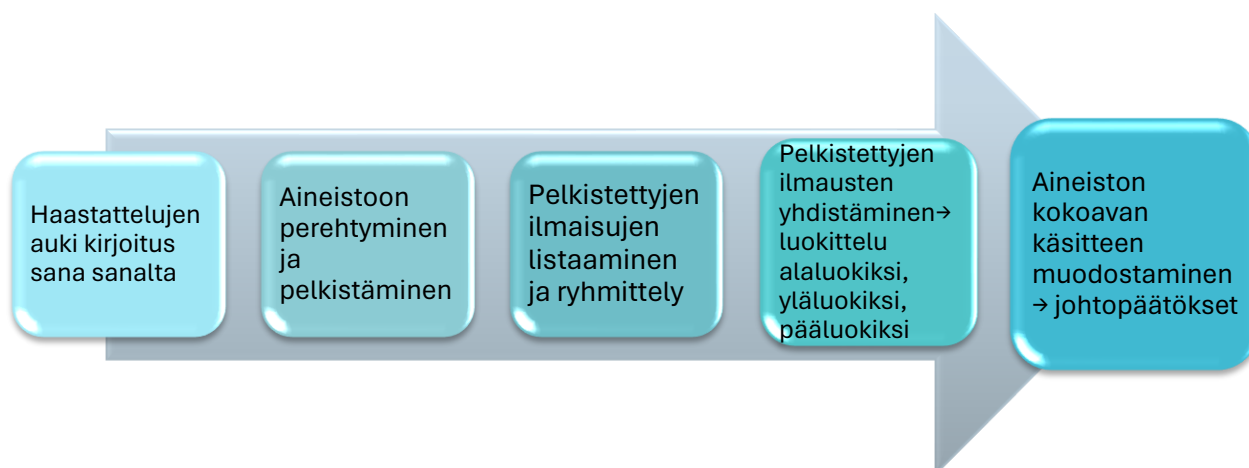 Haastattelujen
auki kirjoitus
sana sanalta
Aineistoon
perehtyminen
ja
pelkistäminen
Pelkistettyjen
ilmaisujen
listaaminen
ja ryhmittely
Pelkistettyjen
ilmausten
yhdistäminen→
luokittelu
alaluokiksi,
yläluokiksi,
pääluokiksi
Aineiston
kokoavan
käsitteen
muodostaminen
→ johtopäätökset